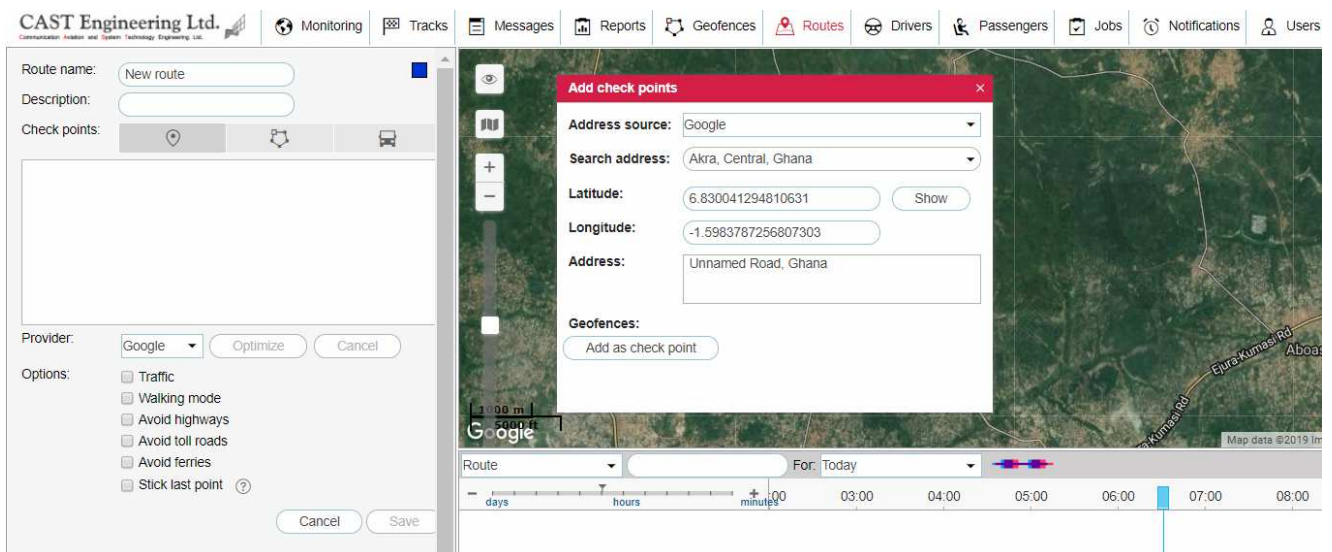 CAST Engineering Ltd.
Communication Aviation and System Technology Engineering Ltd.
Monitoring Tracks Messages Reports Geofences Routes Drivers Passengers Jobs Notifications Users
Route name: New route
Description:
Check points:
Provider: Google Optimize Cancel
Options: Traffic
Walking mode
Avoid highways
Avoid toll roads
Avoid ferries
Stick last point ?
Cancel Save
Add check points ×
Address source: Google
Search address: Akra, Central, Ghana
Latitude: 6.830041294810631 Show
Longitude: -1.5983787256807303
Address: Unnamed Road, Ghana
Geofences:
Add as check point
Ejura-Kumasi Rd
Aboas
Kumasi Rd
1000 m
5000 ft
Google
Map data ©2019 Im
Route For: Today
days hours minutes
:00 03:00 04:00 05:00 06:00 07:00 08:00